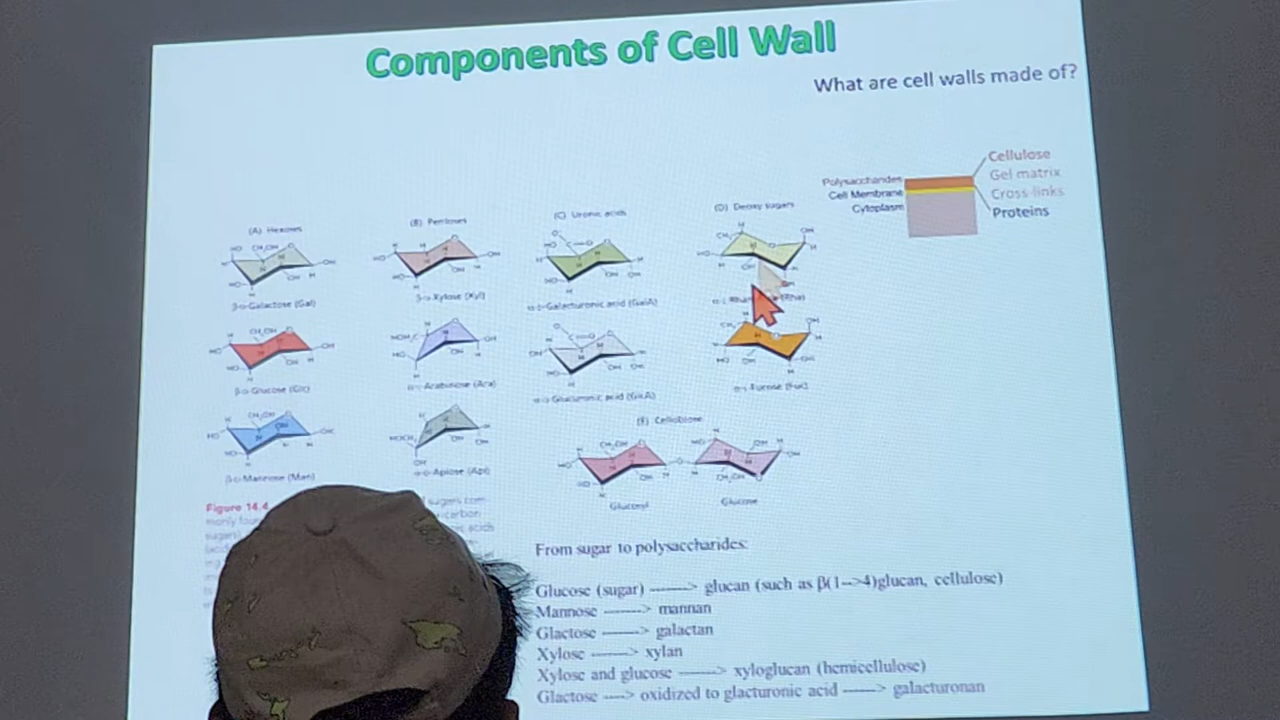 Components of Cell Wall
What are cell walls made of?
Cellulose
Gel matrix
Cross-links
Proteins
Polysaccharides
Cell Membrane
Cytoplasm
(A) Hexoses
(B) Pentoses
(C) Uronic acids
(D) Deoxy sugars
β-D-Galactose (Gal)
β-D-Xylose (Xyl)
α-D-Galacturonic acid (GalA)
(Rha)
β-D-Glucose (Glc)
Arabinose (Ara)
α-D-Glucuronic acid (GlcA)
α-L-Fucose (Fuc)
β-D-Mannose (Man)
α-D-Apiose (Api)
(E) Cellobiose
Glucosyl
Glucose
Figure 14.4
From sugar to polysaccharides:
Glucose (sugar) ------> glucan (such as β(1-->4)glucan, cellulose)
Mannose ------> mannan
Glactose ------> galactan
Xylose ------> xylan
Xylose and glucose ------> xyloglucan (hemicellulose)
Glactose ----> oxidized to glacturonic acid -----> galacturonan